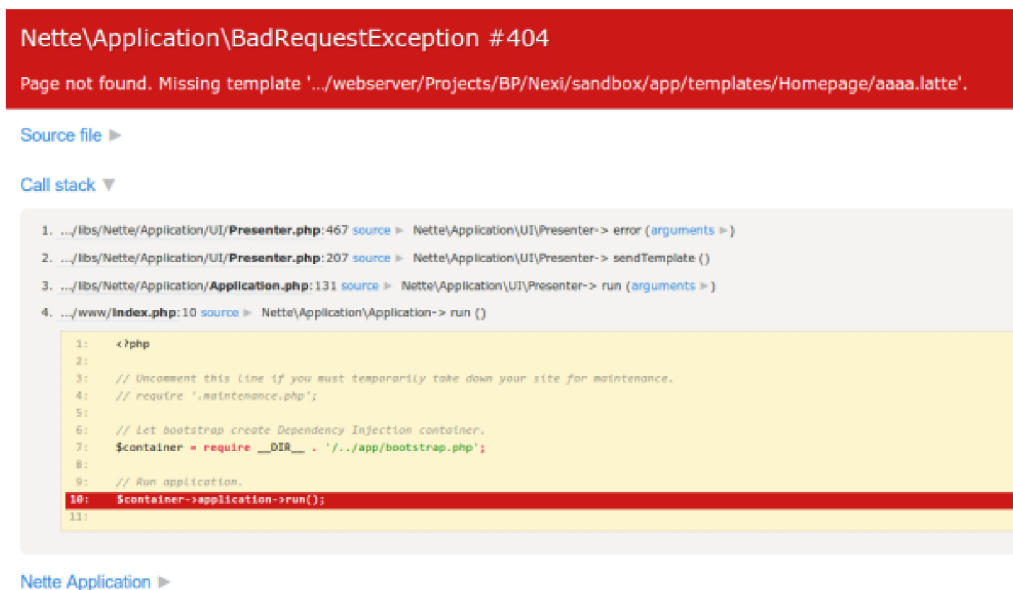 Nette\Application\BadRequestException #404
Page not found. Missing template '.../webserver/Projects/BP/Nexi/sandbox/app/templates/Homepage/aaaa.latte'.
Source file ►
Call stack ▼
1. .../libs/Nette/Application/UI/Presenter.php:467 source ► Nette\Application\UI\Presenter-> error (arguments ►)
2. .../libs/Nette/Application/UI/Presenter.php:207 source ► Nette\Application\UI\Presenter-> sendTemplate ()
3. .../libs/Nette/Application/Application.php:131 source ► Nette\Application\UI\Presenter-> run (arguments ►)
4. .../www/index.php:10 source ► Nette\Application\Application-> run ()
1: <?php
2:
3: // Uncomment this line if you must temporarily take down your site for maintenance.
4: // require '.maintenance.php';
5:
6: // Let bootstrap create Dependency Injection container.
7: $container = require __DIR__ . '/../app/bootstrap.php';
8:
9: // Run application.
10: $container->application->run();
11:
Nette Application ►